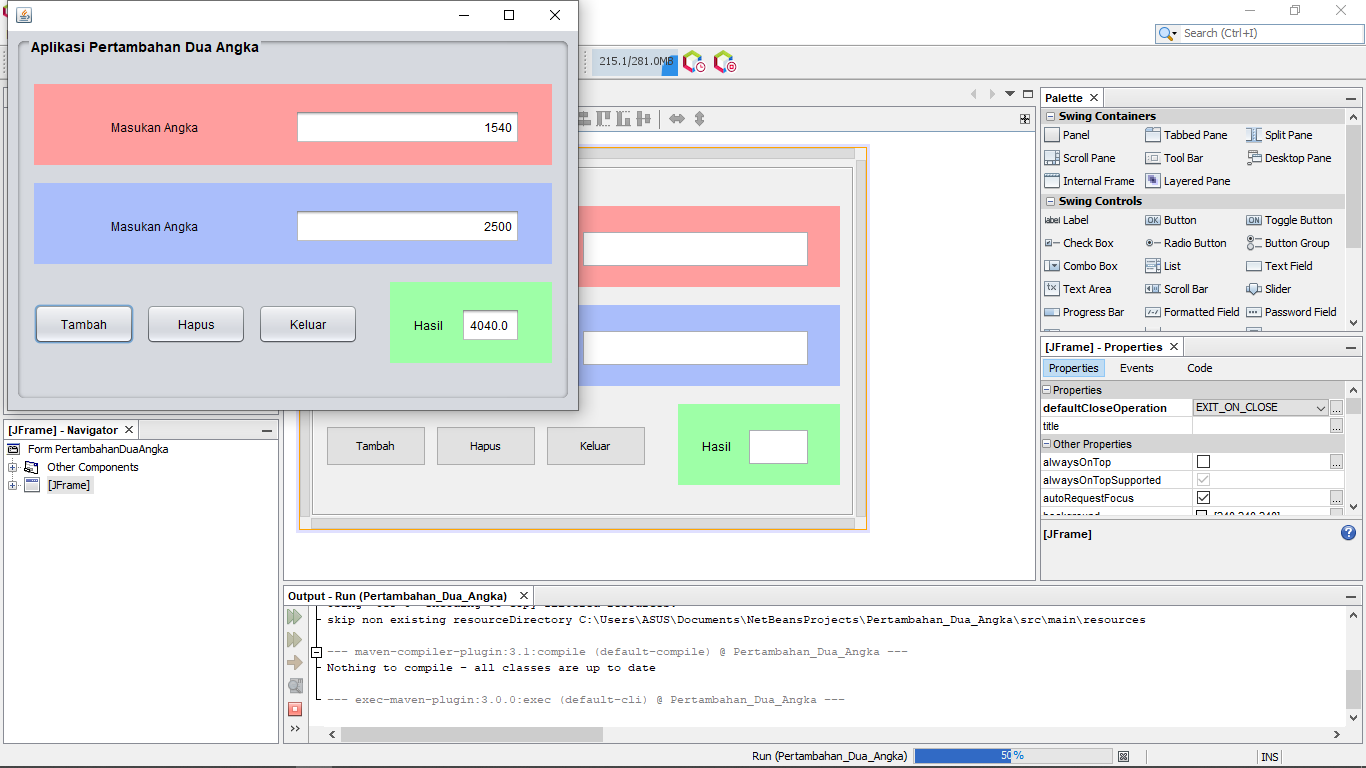 Aplikasi Pertambahan Dua Angka
Masukan Angka 1540
Masukan Angka 2500
Tambah Hapus Keluar Hasil 4040.0
Search (Ctrl+I)
215.1/281.0MB
Tambah Hapus Keluar Hasil
[JFrame] - Navigator
Form PertambahanDuaAngka
Other Components
[JFrame]
Palette
Swing Containers
Panel Tabbed Pane Split Pane
Scroll Pane Tool Bar Desktop Pane
Internal Frame Layered Pane
Swing Controls
label Label OK Button ON Toggle Button
Check Box Radio Button Button Group
Combo Box List Text Field
Text Area Scroll Bar Slider
Progress Bar Formatted Field Password Field
[JFrame] - Properties
Properties Events Code
Properties
defaultCloseOperation EXIT_ON_CLOSE
title
Other Properties
alwaysOnTop
alwaysOnTopSupported
autoRequestFocus
background [240,240,240]
[JFrame]
Output - Run (Pertambahan_Dua_Angka)
skip non existing resourceDirectory C:\Users\ASUS\Documents\NetBeansProjects\Pertambahan_Dua_Angka\src\main\resources
--- maven-compiler-plugin:3.1:compile (default-compile) @ Pertambahan_Dua_Angka ---
Nothing to compile - all classes are up to date
--- exec-maven-plugin:3.0.0:exec (default-cli) @ Pertambahan_Dua_Angka ---
Run (Pertambahan_Dua_Angka) 50% INS